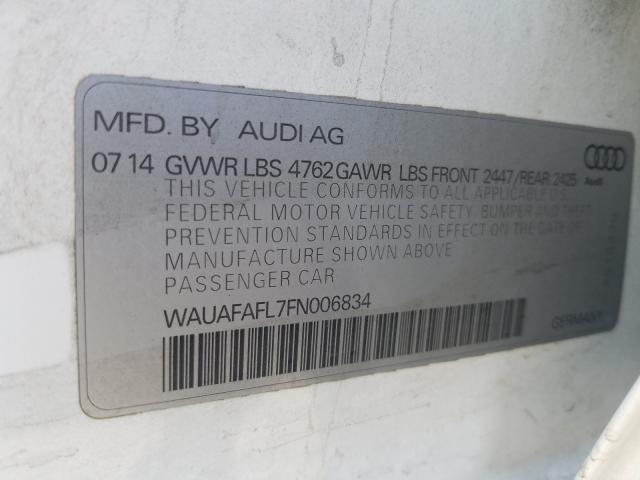 MFD. BY AUDI AG
07 14 GVWR LBS 4762 GAWR LBS FRONT 2447/REAR 2425
Audi
THIS VEHICLE CONFORMS TO ALL APPLICABLE U.S.
FEDERAL MOTOR VEHICLE SAFETY, BUMPER AND THEFT
PREVENTION STANDARDS IN EFFECT ON THE DATE OF
MANUFACTURE SHOWN ABOVE
PASSENGER CAR
WAUAFAFL7FN006834
GERMANY